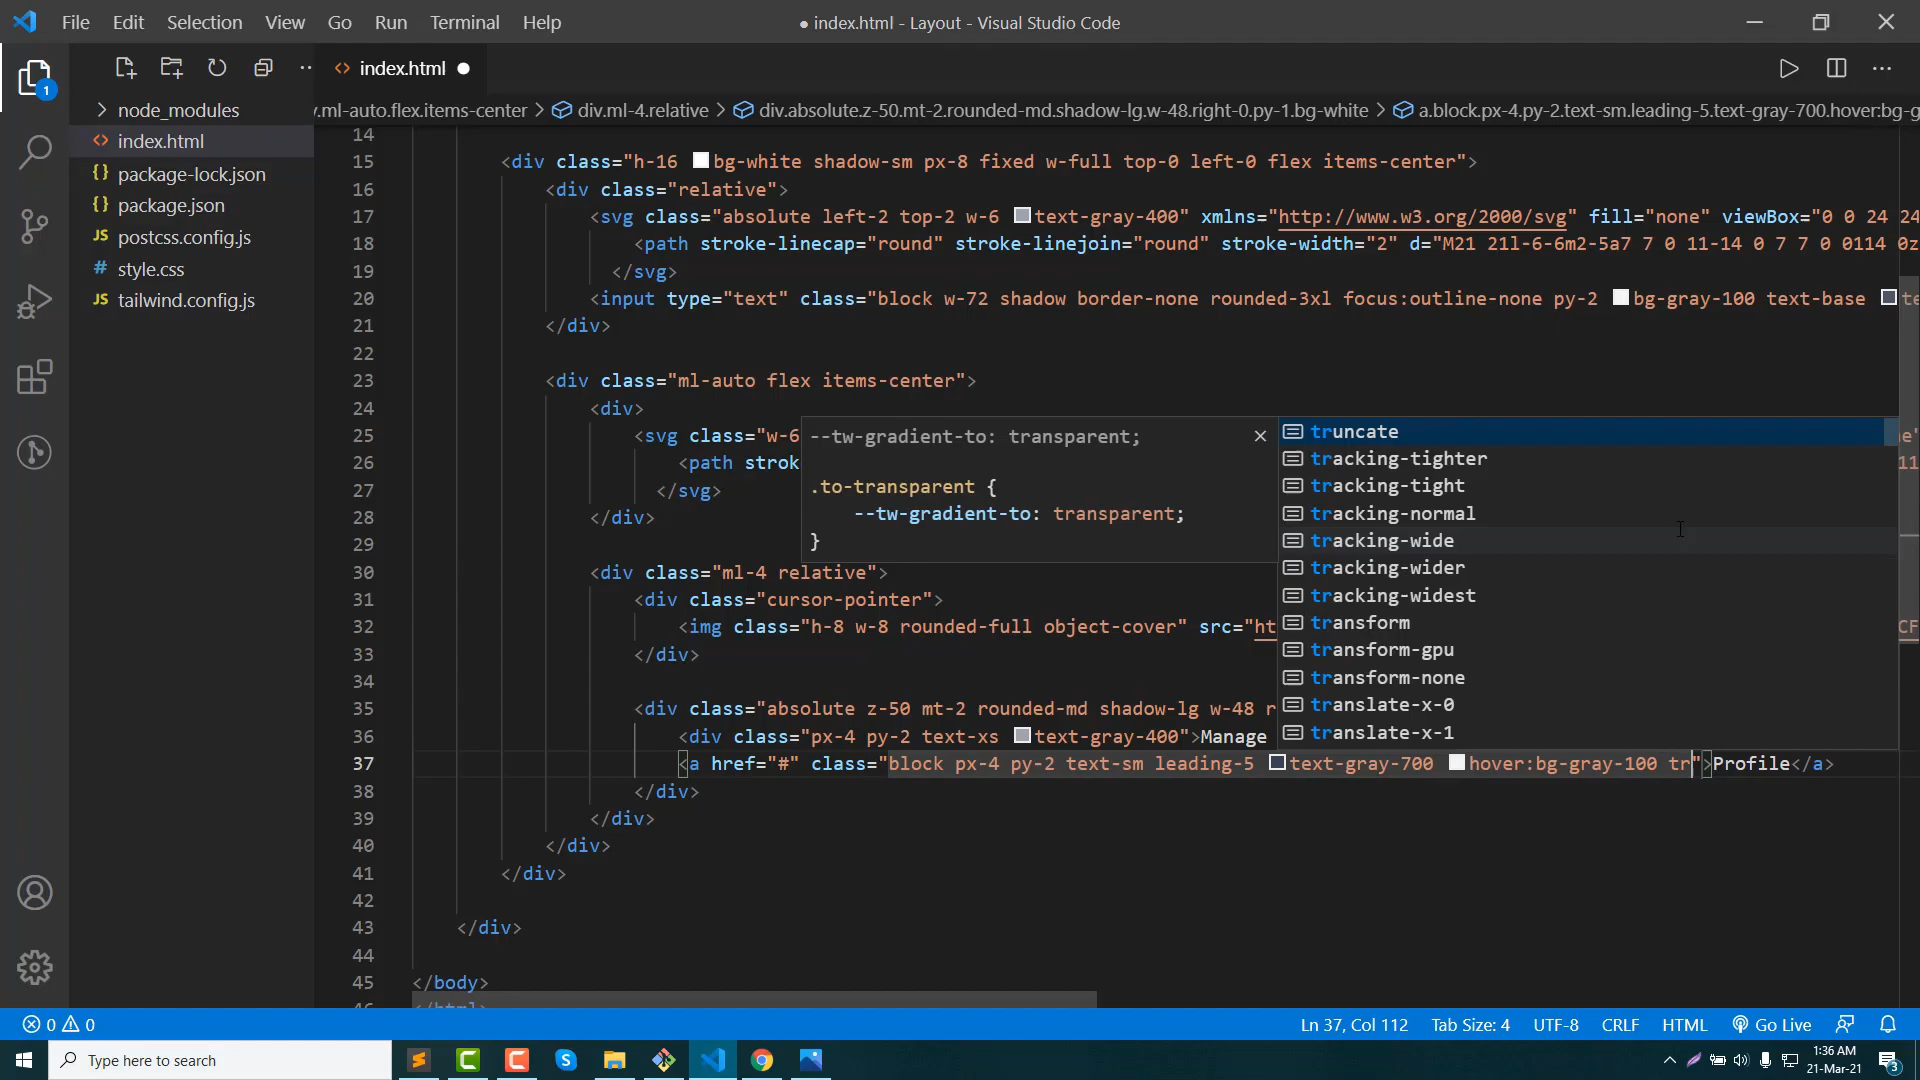 File Edit Selection View Go Run Terminal Help
● index.html - Layout - Visual Studio Code
index.html
1
node_modules
index.html
package-lock.json
package.json
postcss.config.js
style.css
tailwind.config.js
.ml-auto.flex.items-center > div.ml-4.relative > div.absolute.z-50.mt-2.rounded-md.shadow-lg.w-48.right-0.py-1.bg-white > a.block.px-4.py-2.text-sm.leading-5.text-gray-700.hover:bg-g
14
15 <div class="h-16 bg-white shadow-sm px-8 fixed w-full top-0 left-0 flex items-center">
16 <div class="relative">
17 <svg class="absolute left-2 top-2 w-6 text-gray-400" xmlns="http://www.w3.org/2000/svg" fill="none" viewBox="0 0 24 24
18 <path stroke-linecap="round" stroke-linejoin="round" stroke-width="2" d="M21 21l-6-6m2-5a7 7 0 11-14 0 7 7 0 0114 0z
19 </svg>
20 <input type="text" class="block w-72 shadow border-none rounded-3xl focus:outline-none py-2 bg-gray-100 text-base te
21 </div>
22
23 <div class="ml-auto flex items-center">
24 <div>
25 <svg class="w-6
26 <path strok
27 </svg>
28 </div>
29
30 <div class="ml-4 relative">
31 <div class="cursor-pointer">
32 <img class="h-8 w-8 rounded-full object-cover" src="ht
33 </div>
34
35 <div class="absolute z-50 mt-2 rounded-md shadow-lg w-48 r
36 <div class="px-4 py-2 text-xs text-gray-400">Manage
37 <a href="#" class="block px-4 py-2 text-sm leading-5 text-gray-700 hover:bg-gray-100 tr">Profile</a>
38 </div>
39 </div>
40 </div>
41 </div>
42
43 </div>
44
45 </body>
--tw-gradient-to: transparent;
.to-transparent {
--tw-gradient-to: transparent;
}
truncate
tracking-tighter
tracking-tight
tracking-normal
tracking-wide
tracking-wider
tracking-widest
transform
transform-gpu
transform-none
translate-x-0
translate-x-1
0 0
Ln 37, Col 112 Tab Size: 4 UTF-8 CRLF HTML Go Live
Type here to search
1:36 AM
21-Mar-21
3